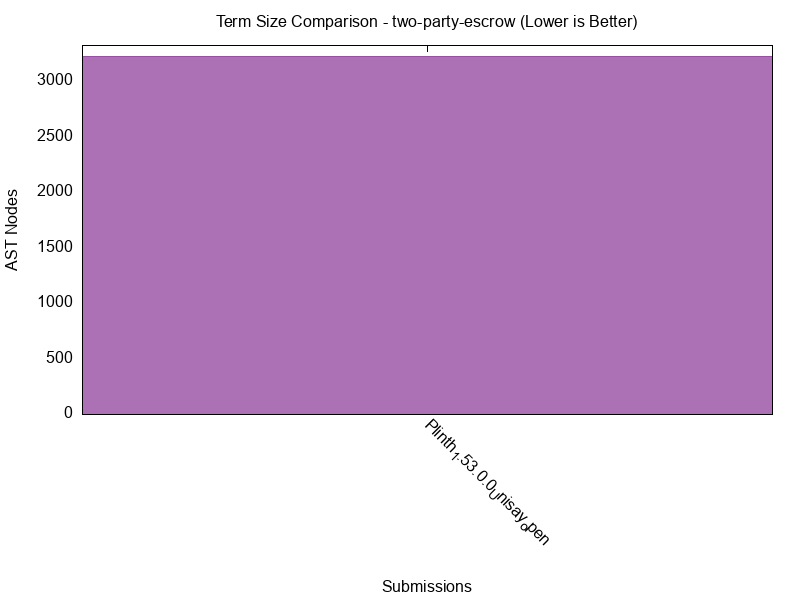 Term Size Comparison - two-party-escrow (Lower is Better)
AST Nodes
3000
2500
2000
1500
1000
500
0
Plinth₁.53.0.0_Unisay_open
Submissions